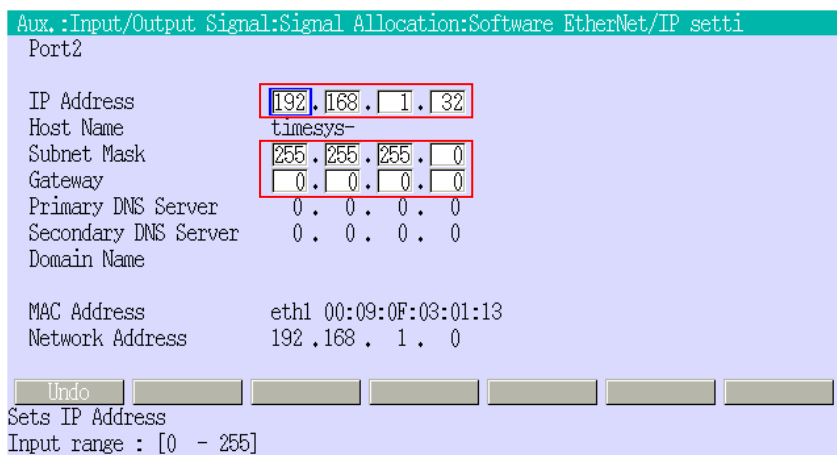 Aux.:Input/Output Signal:Signal Allocation:Software EtherNet/IP setti
Port2
IP Address 192. 168. 1. 32
Host Name timesys-
Subnet Mask 255. 255. 255. 0
Gateway 0. 0. 0. 0
Primary DNS Server 0. 0. 0. 0
Secondary DNS Server 0. 0. 0. 0
Domain Name
MAC Address eth1 00:09:0F:03:01:13
Network Address 192.168. 1. 0
Undo
Sets IP Address
Input range : [0 - 255]